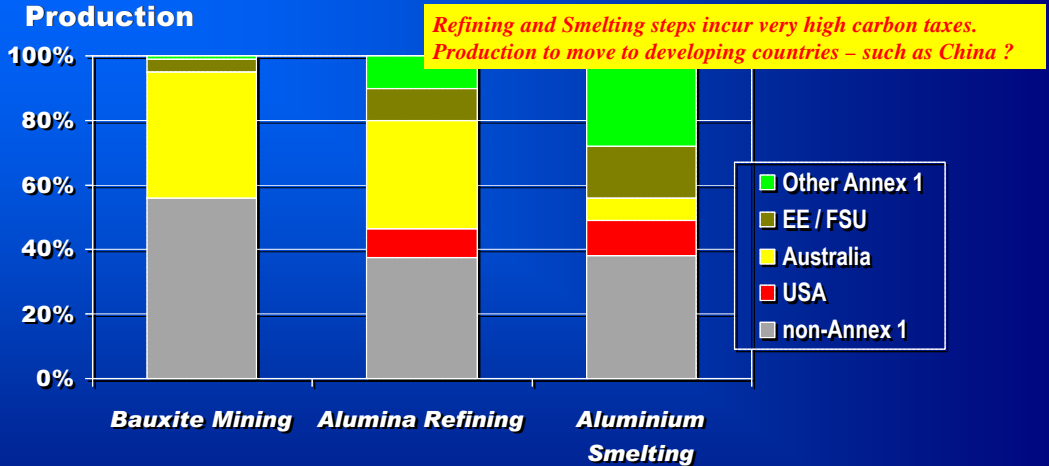 Production
Refining and Smelting steps incur very high carbon taxes.
Production to move to developing countries – such as China ?
100%
80%
60%
40%
20%
0%
Other Annex 1
EE / FSU
Australia
USA
non-Annex 1
Bauxite Mining
Alumina Refining
Aluminium
Smelting